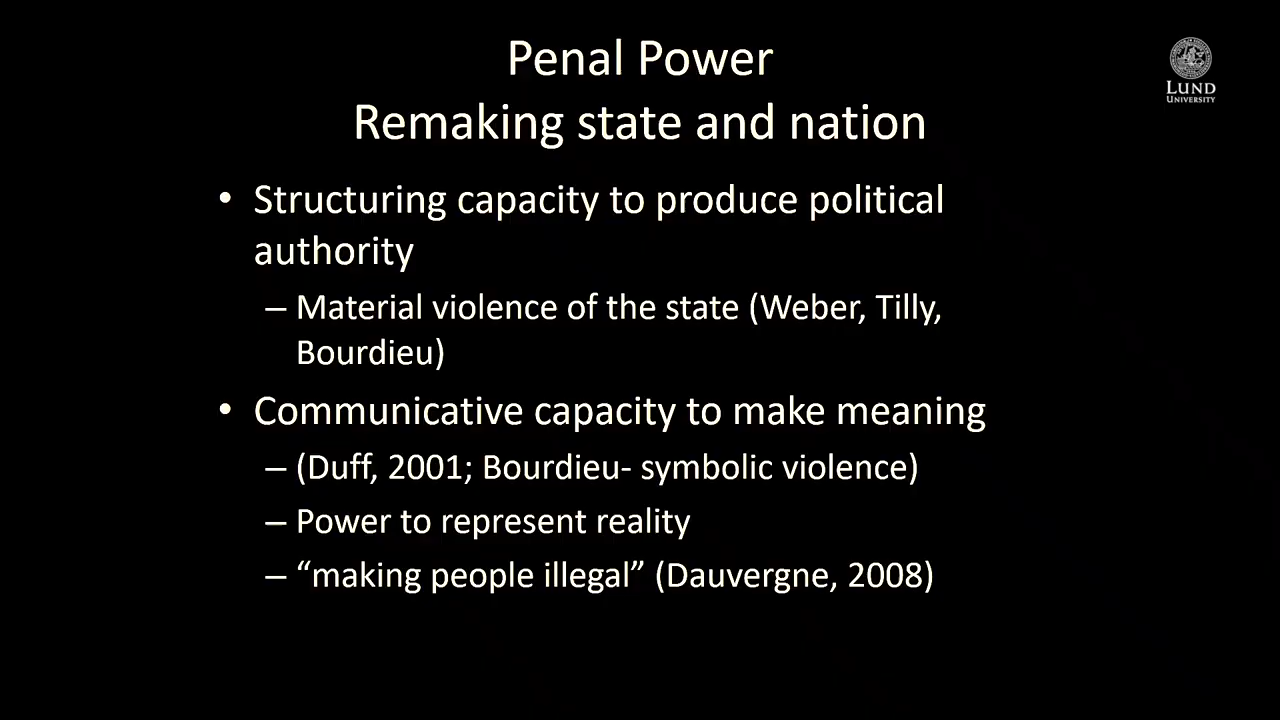 Penal Power
Remaking state and nation
LUND
UNIVERSITY
• Structuring capacity to produce political
authority
– Material violence of the state (Weber, Tilly,
Bourdieu)
• Communicative capacity to make meaning
– (Duff, 2001; Bourdieu- symbolic violence)
– Power to represent reality
– “making people illegal” (Dauvergne, 2008)